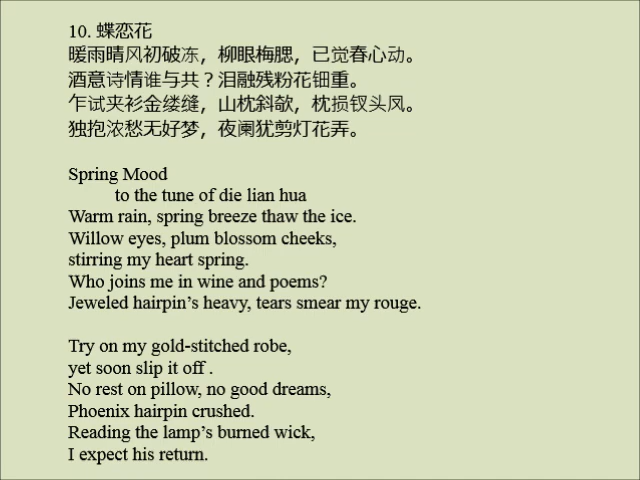 10. 蝶恋花
暖雨晴风初破冻，柳眼梅腮，已觉春心动。
酒意诗情谁与共？泪融残粉花钿重。
乍试夹衫金缕缝，山枕斜欹，枕损钗头凤。
独抱浓愁无好梦，夜阑犹剪灯花弄。
Spring Mood
to the tune of die lian hua
Warm rain, spring breeze thaw the ice.
Willow eyes, plum blossom cheeks,
stirring my heart spring.
Who joins me in wine and poems?
Jeweled hairpin’s heavy, tears smear my rouge.
Try on my gold-stitched robe,
yet soon slip it off .
No rest on pillow, no good dreams,
Phoenix hairpin crushed.
Reading the lamp’s burned wick,
I expect his return.